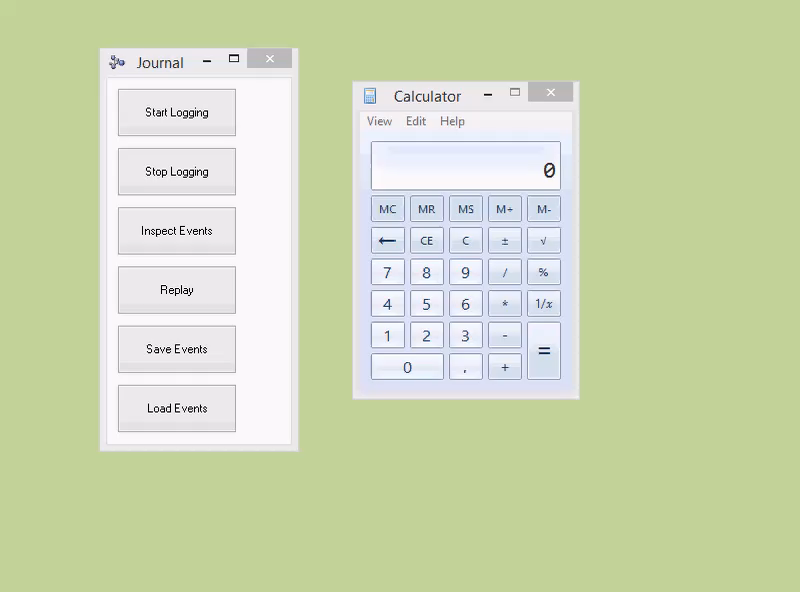 Journal
Start Logging
Stop Logging
Inspect Events
Replay
Save Events
Load Events
Calculator
View Edit Help
0
MC MR MS M+ M-
← CE C ± √
7 8 9 / %
4 5 6 * 1/x
1 2 3 - =
0 , +